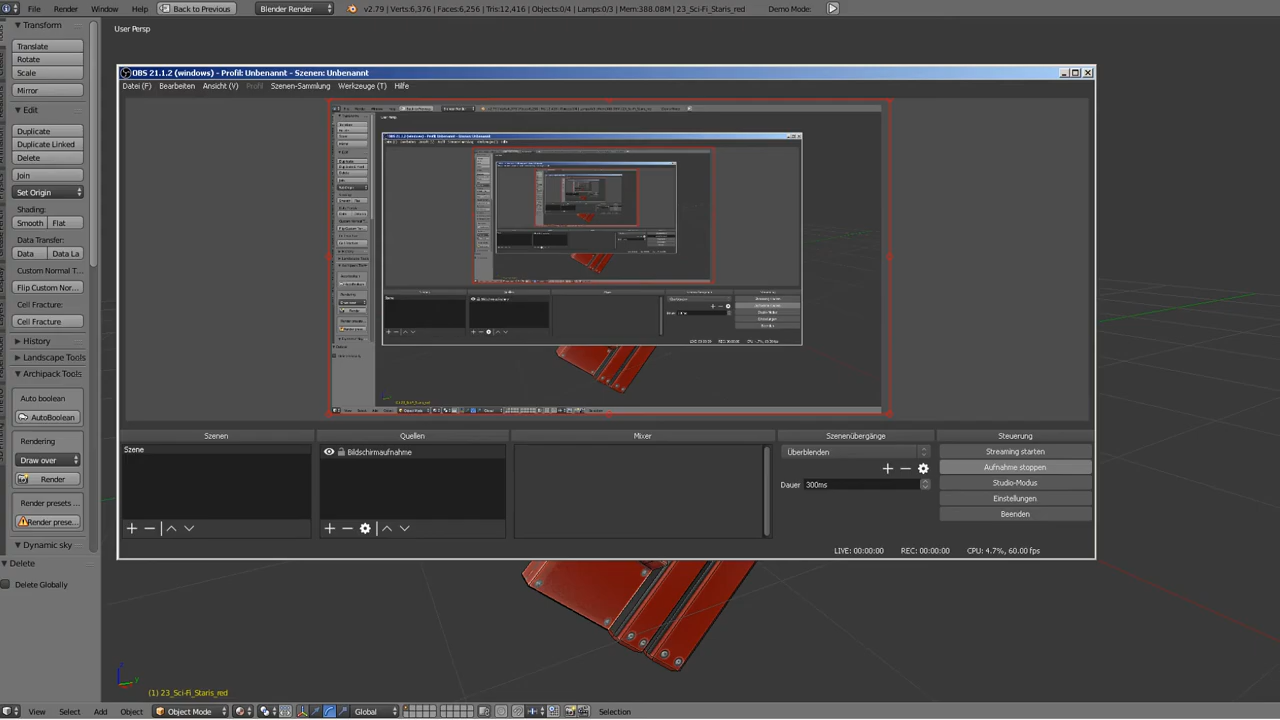 File Render Window Help Back to Previous Blender Render v2.79 | Verts:6,376 | Faces:6,256 | Tris:12,416 | Objects:0/4 | Lamps:0/3 | Mem:388.08M | 23_Sci-Fi_Staris_red Demo Mode:
User Persp
Transform
Translate
Rotate
Scale
Mirror
Edit
Duplicate
Duplicate Linked
Delete
Join
Set Origin
Shading:
Smooth Flat
Data Transfer:
Data Data La
Custom Normal T...
Flip Custom Nor...
Cell Fracture:
Cell Fracture
History
Landscape Tools
Archipack Tools
Auto boolean
AutoBoolean
Rendering
Draw over
Render
Render presets ...
Render prese...
Dynamic sky
Delete
Delete Globally
OBS 21.1.2 (windows) - Profil: Unbenannt - Szenen: Unbenannt
Datei (F) Bearbeiten Ansicht (V) Profil Szenen-Sammlung Werkzeuge (T) Hilfe
Szenen Quellen Mixer Szenenübergänge Steuerung
Szene
Bildschirmaufnahme
Überblenden
Dauer 300ms
Streaming starten
Aufnahme stoppen
Studio-Modus
Einstellungen
Beenden
LIVE: 00:00:00 REC: 00:00:00 CPU: 4.7%, 60.00 fps
(1) 23_Sci-Fi_Staris_red
View Select Add Object Object Mode Global Selection